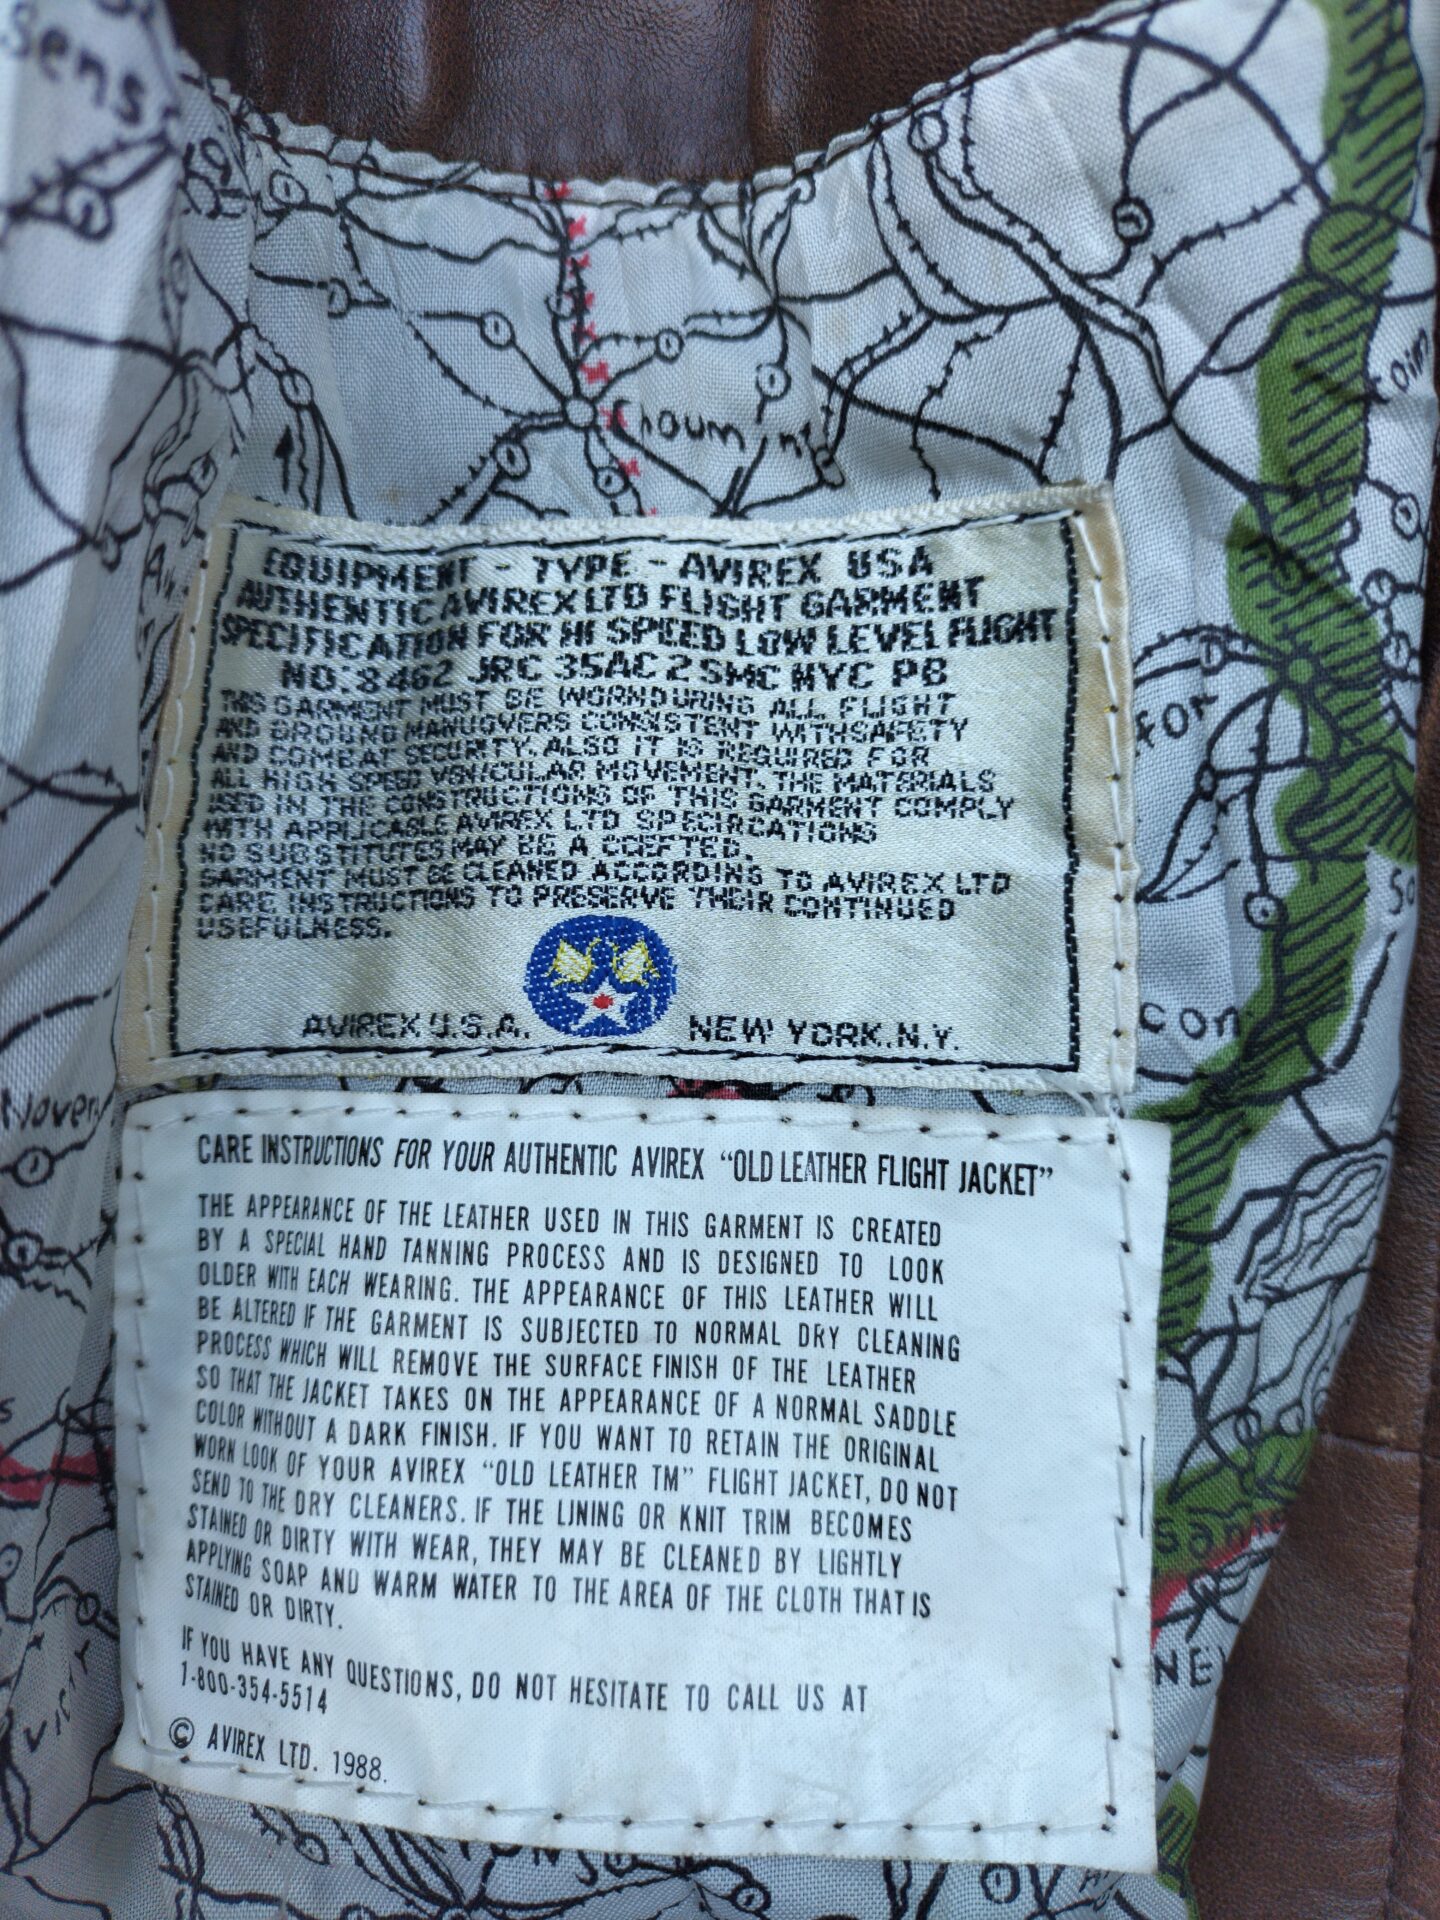 Sens
Choumont
EQUIPMENT - TYPE - AVIREX USA
AUTHENTIC AVIREX LTD FLIGHT GARMENT
SPECIFICATION FOR HI SPEED LOW LEVEL FLIGHT
NO: 8462 JRC 35AC 2 SMC NYC PB
THIS GARMENT MUST BE WORN DURING ALL FLIGHT
AND GROUND MANUOVERS CONSISTENT WITH SAFETY
AND COMBAT SECURITY. ALSO IT IS REQUIRED FOR
ALL HIGH SPEED VEHICULAR MOVEMENT. THE MATERIALS
USED IN THE CONSTRUCTIONS OF THIS GARMENT COMPLY
WITH APPLICABLE AVIREX LTD SPECIFICATIONS
NO SUBSTITUTES MAY BE A CCEFTED.
GARMENT MUST BE CLEANED ACCORDING TO AVIREX LTD
CARE INSTRUCTIONS TO PRESERVE THEIR CONTINUED
USEFULNESS.
AVIREX U.S.A. NEW YORK.N.Y.
con
CARE INSTRUCTIONS FOR YOUR AUTHENTIC AVIREX "OLD LEATHER FLIGHT JACKET"
THE APPEARANCE OF THE LEATHER USED IN THIS GARMENT IS CREATED
BY A SPECIAL HAND TANNING PROCESS AND IS DESIGNED TO LOOK
OLDER WITH EACH WEARING. THE APPEARANCE OF THIS LEATHER WILL
BE ALTERED IF THE GARMENT IS SUBJECTED TO NORMAL DRY CLEANING
PROCESS WHICH WILL REMOVE THE SURFACE FINISH OF THE LEATHER
SO THAT THE JACKET TAKES ON THE APPEARANCE OF A NORMAL SADDLE
COLOR WITHOUT A DARK FINISH. IF YOU WANT TO RETAIN THE ORIGINAL
WORN LOOK OF YOUR AVIREX "OLD LEATHER TM" FLIGHT JACKET, DO NOT
SEND TO THE DRY CLEANERS. IF THE LINING OR KNIT TRIM BECOMES
STAINED OR DIRTY WITH WEAR, THEY MAY BE CLEANED BY LIGHTLY
APPLYING SOAP AND WARM WATER TO THE AREA OF THE CLOTH THAT IS
STAINED OR DIRTY.
IF YOU HAVE ANY QUESTIONS, DO NOT HESITATE TO CALL US AT
1-800-354-5514
© AVIREX LTD. 1988.
Vichy